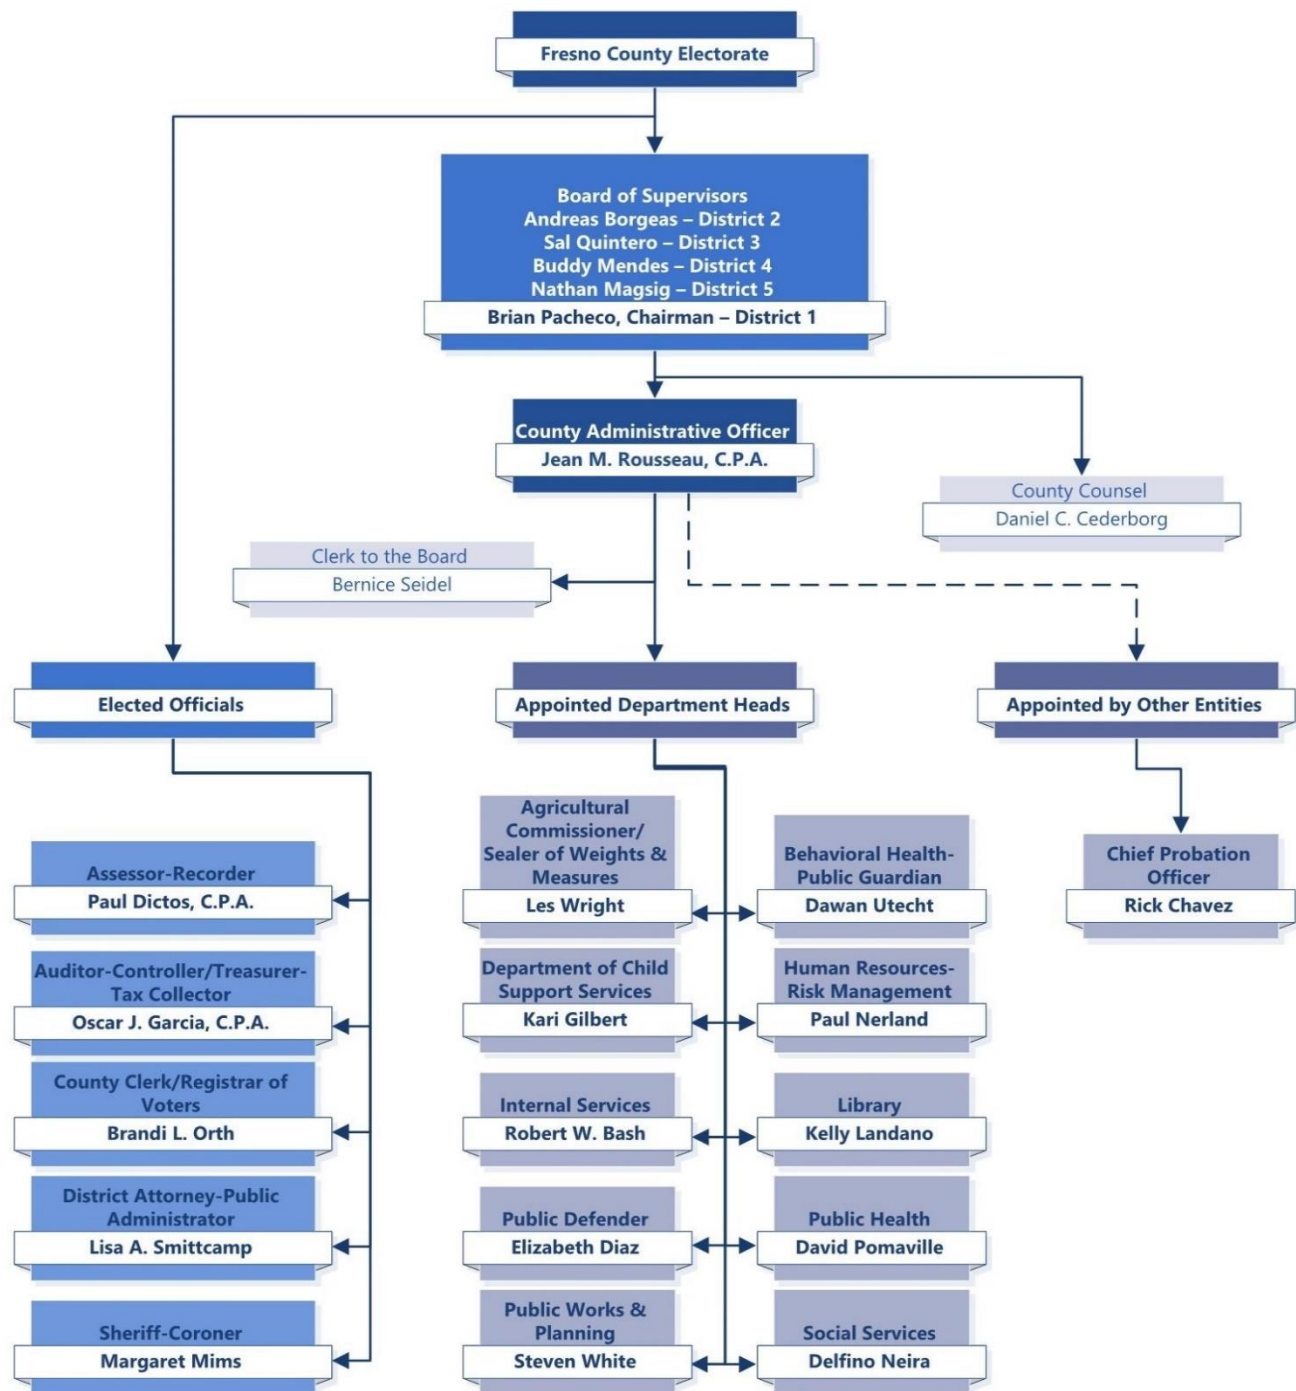 Fresno County Electorate
Board of Supervisors
Andreas Borgeas – District 2
Sal Quintero – District 3
Buddy Mendes – District 4
Nathan Magsig – District 5
Brian Pacheco, Chairman – District 1
County Administrative Officer
Jean M. Rousseau, C.P.A.
County Counsel
Daniel C. Cederborg
Clerk to the Board
Bernice Seidel
Elected Officials
Assessor-Recorder
Paul Dictos, C.P.A.
Auditor-Controller/Treasurer-
Tax Collector
Oscar J. Garcia, C.P.A.
County Clerk/Registrar of
Voters
Brandi L. Orth
District Attorney-Public
Administrator
Lisa A. Smittcamp
Sheriff-Coroner
Margaret Mims
Appointed Department Heads
Agricultural
Commissioner/
Sealer of Weights &
Measures
Les Wright
Behavioral Health-
Public Guardian
Dawan Utecht
Department of Child
Support Services
Kari Gilbert
Human Resources-
Risk Management
Paul Nerland
Internal Services
Robert W. Bash
Library
Kelly Landano
Public Defender
Elizabeth Diaz
Public Health
David Pomaville
Public Works &
Planning
Steven White
Social Services
Delfino Neira
Appointed by Other Entities
Chief Probation
Officer
Rick Chavez